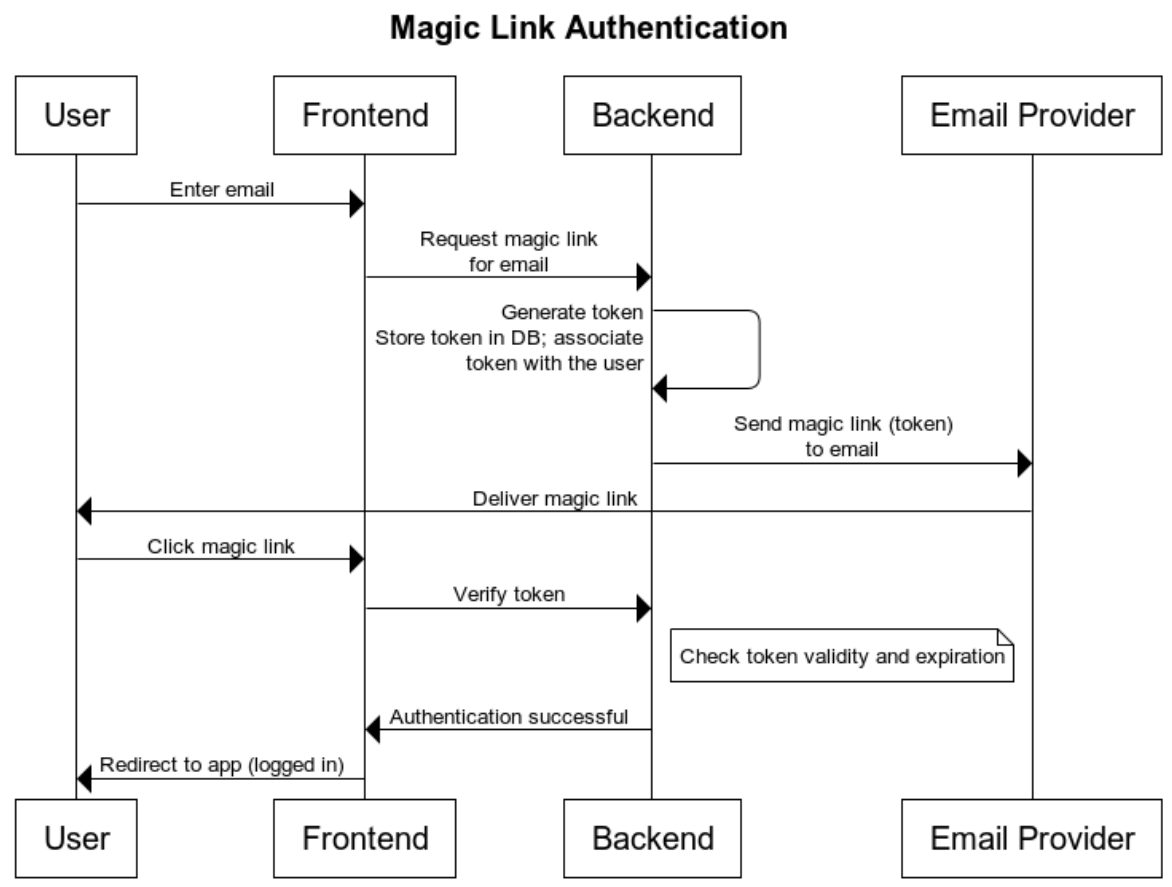 Magic Link Authentication
User
Frontend
Backend
Email Provider
Enter email
Request magic link
for email
Generate token
Store token in DB; associate
token with the user
Send magic link (token)
to email
Deliver magic link
Click magic link
Verify token
Check token validity and expiration
Authentication successful
Redirect to app (logged in)
User
Frontend
Backend
Email Provider